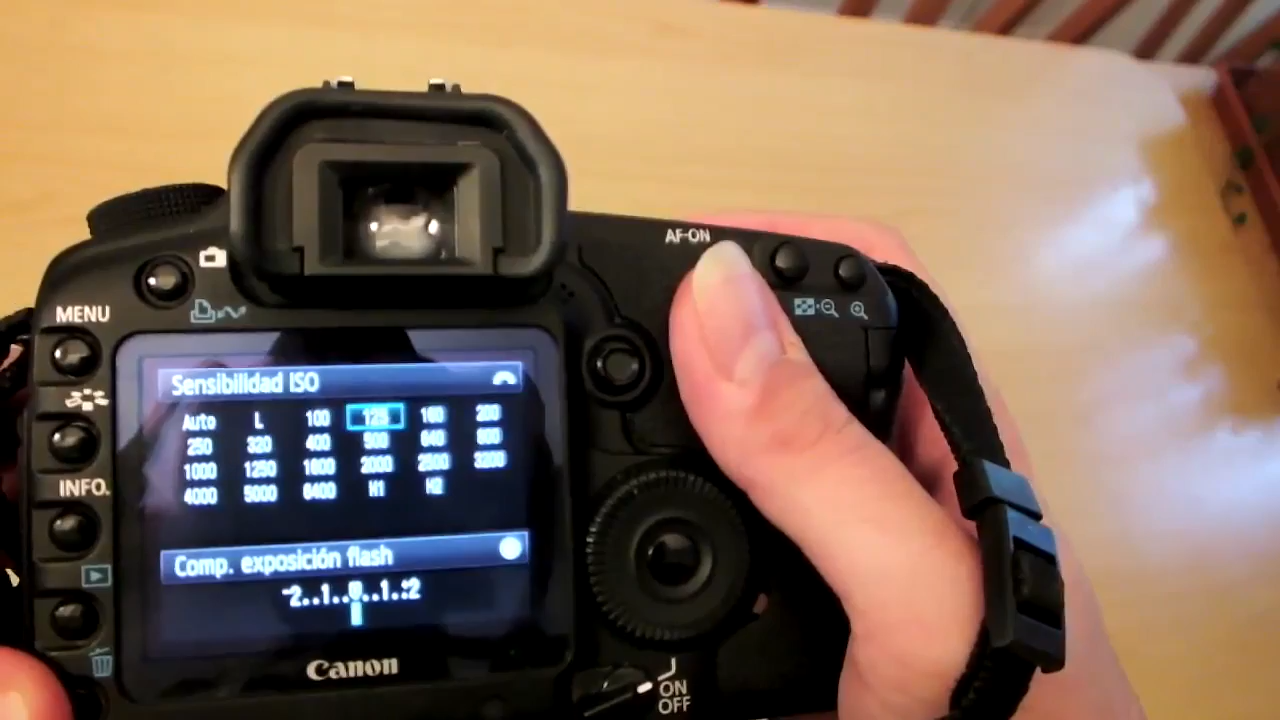 AF-ON
MENU
Sensibilidad ISO
Auto L 100 125 160 200
250 320 400 500 640 800
1000 1250 1600 2000 2500 3200
4000 5000 6400 H1 H2
INFO.
Comp. exposición flash
-2..1..0..1.:2
Canon
ON
OFF